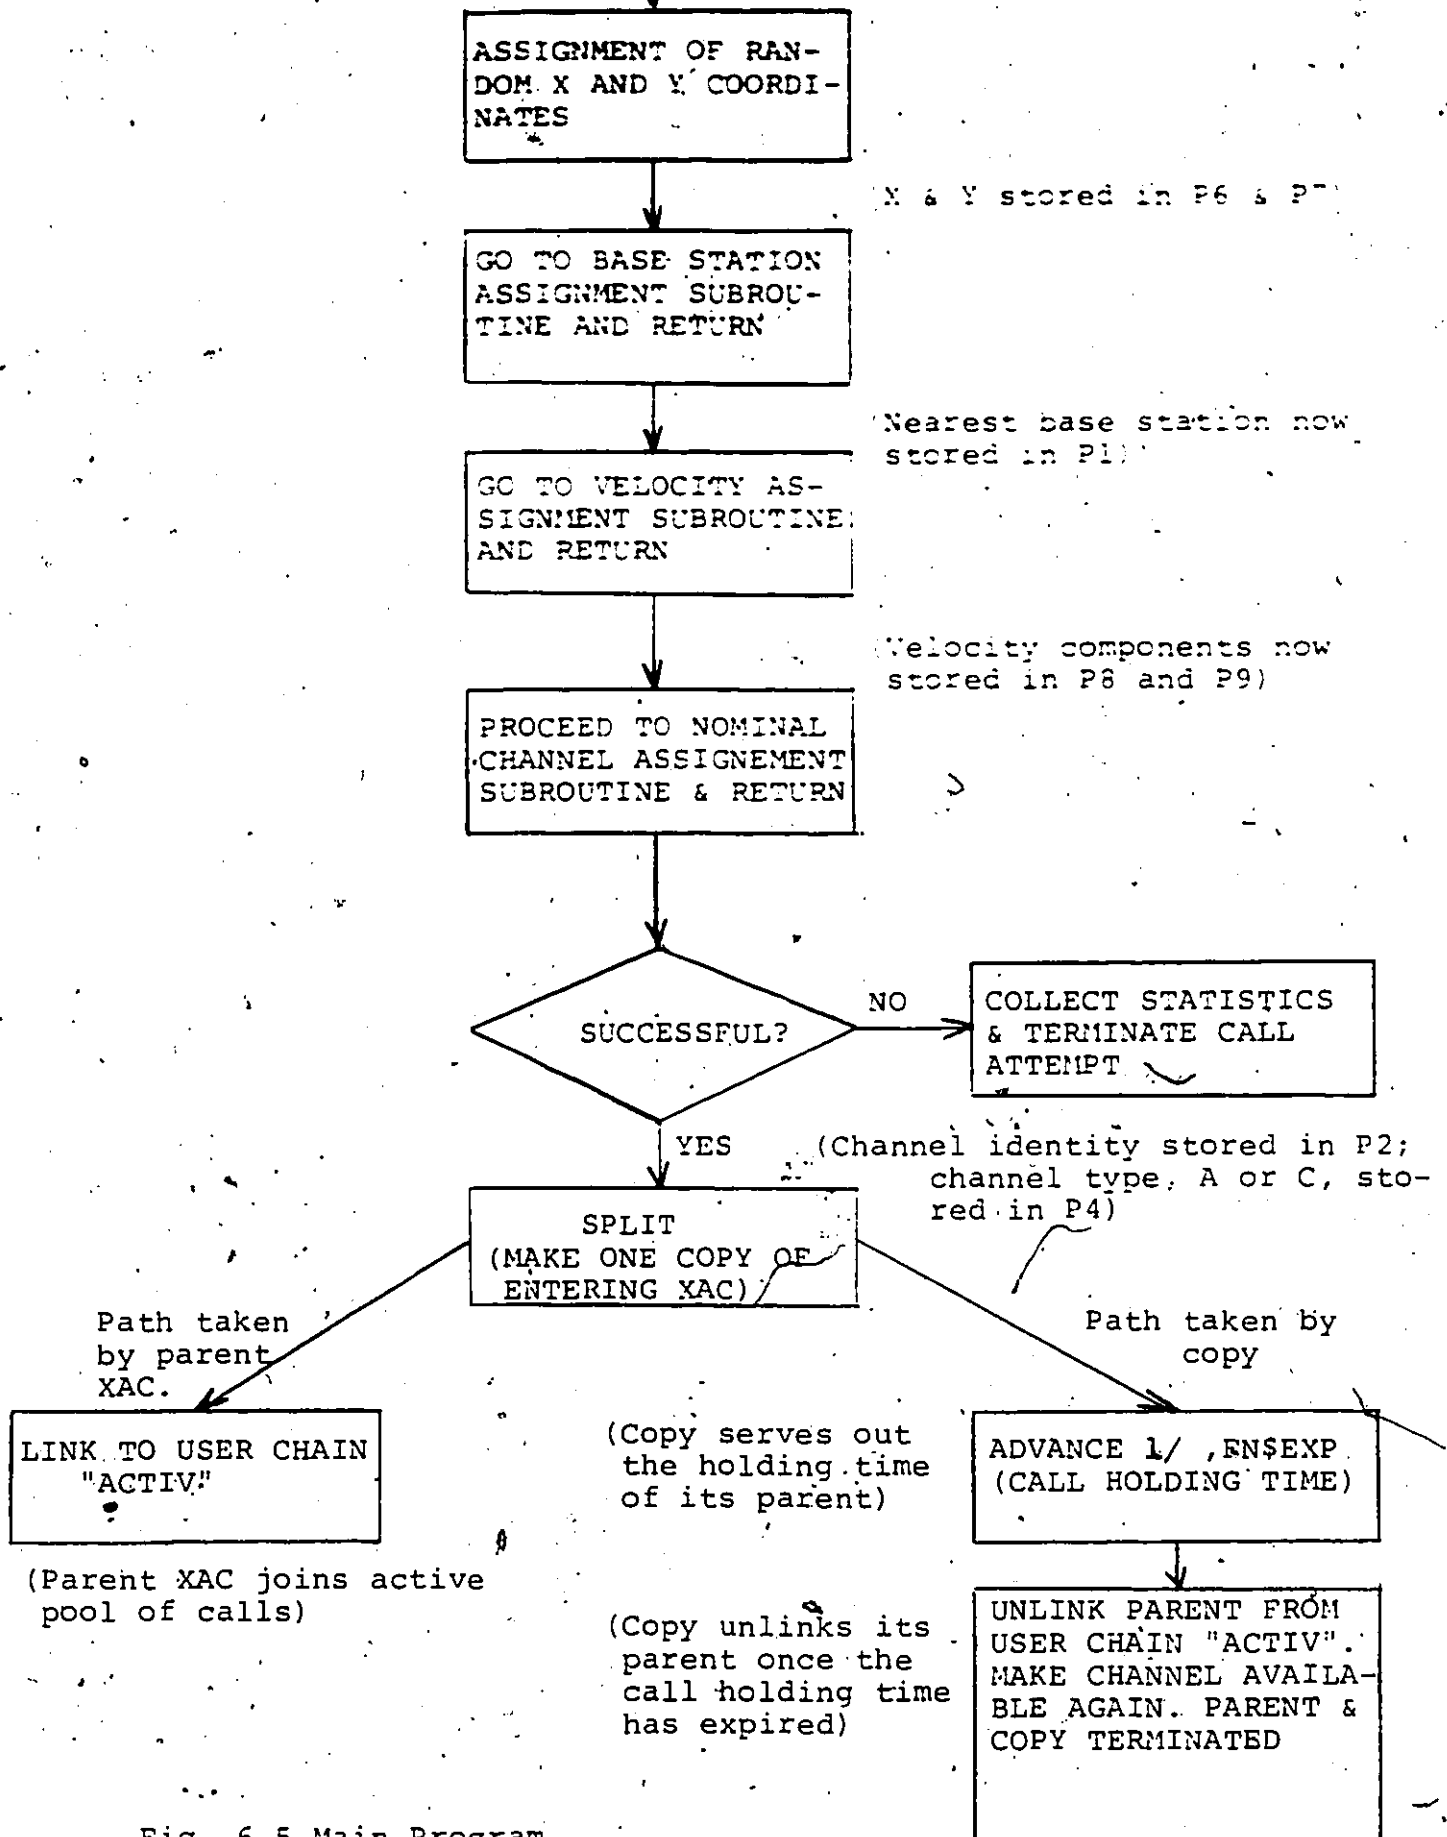 ASSIGNMENT OF RAN-
DOM X AND Y COORDI-
NATES
X & Y stored in P6 &
GO TO BASE STATION
ASSIGNMENT SUBROU-
TINE AND RETURN
(Nearest base station now
stored in P1)
GO TO VELOCITY AS-
SIGNMENT SUBROUTINE
AND RETURN
(Velocity components now
stored in P8 and P9)
PROCEED TO NOMINAL
CHANNEL ASSIGNEMENT
SUBROUTINE & RETURN
SUCCESSFUL?
NO
COLLECT STATISTICS
& TERMINATE CALL
ATTEMPT
YES
(Channel identity stored in P2;
channel type, A or C, sto-
red in P4)
SPLIT
(MAKE ONE COPY OF
ENTERING XAC)
Path taken
by parent
XAC.
Path taken by
copy
LINK TO USER CHAIN
"ACTIV"
(Parent XAC joins active
pool of calls)
(Copy serves out
the holding time
of its parent)
ADVANCE 1/ ,FN$EXP
(CALL HOLDING TIME)
(Copy unlinks its
parent once the
call holding time
has expired)
UNLINK PARENT FROM
USER CHAIN "ACTIV".
MAKE CHANNEL AVAILA-
BLE AGAIN. PARENT &
COPY TERMINATED
Fig. 6.5 Main Program